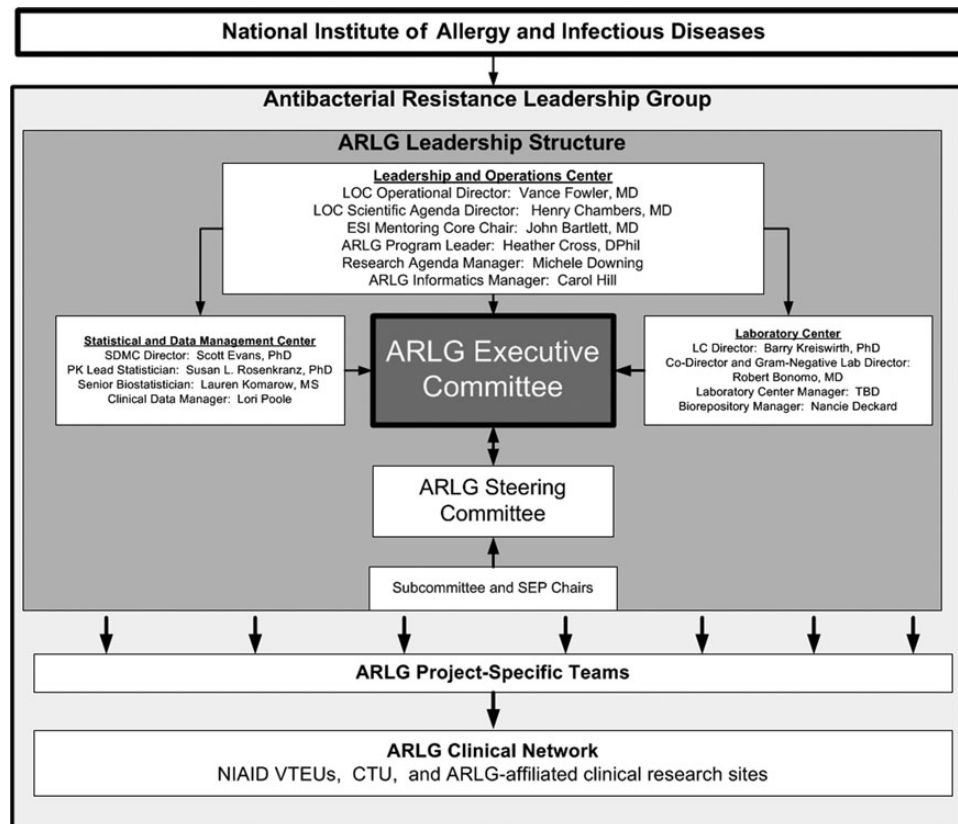 National Institute of Allergy and Infectious Diseases
Antibacterial Resistance Leadership Group
ARLG Leadership Structure
Leadership and Operations Center
LOC Operational Director: Vance Fowler, MD
LOC Scientific Agenda Director: Henry Chambers, MD
ESI Mentoring Core Chair: John Bartlett, MD
ARLG Program Leader: Heather Cross, DPhil
Research Agenda Manager: Michele Downing
ARLG Informatics Manager: Carol Hill
Statistical and Data Management Center
SDMC Director: Scott Evans, PhD
PK Lead Statistician: Susan L. Rosenkranz, PhD
Senior Biostatistician: Lauren Komarow, MS
Clinical Data Manager: Lori Poole
ARLG Executive
Committee
Laboratory Center
LC Director: Barry Kreiswirth, PhD
Co-Director and Gram-Negative Lab Director:
Robert Bonomo, MD
Laboratory Center Manager: TBD
Biorepository Manager: Nancie Deckard
ARLG Steering
Committee
Subcommittee and SEP Chairs
ARLG Project-Specific Teams
ARLG Clinical Network
NIAID VTEUs, CTU, and ARLG-affiliated clinical research sites